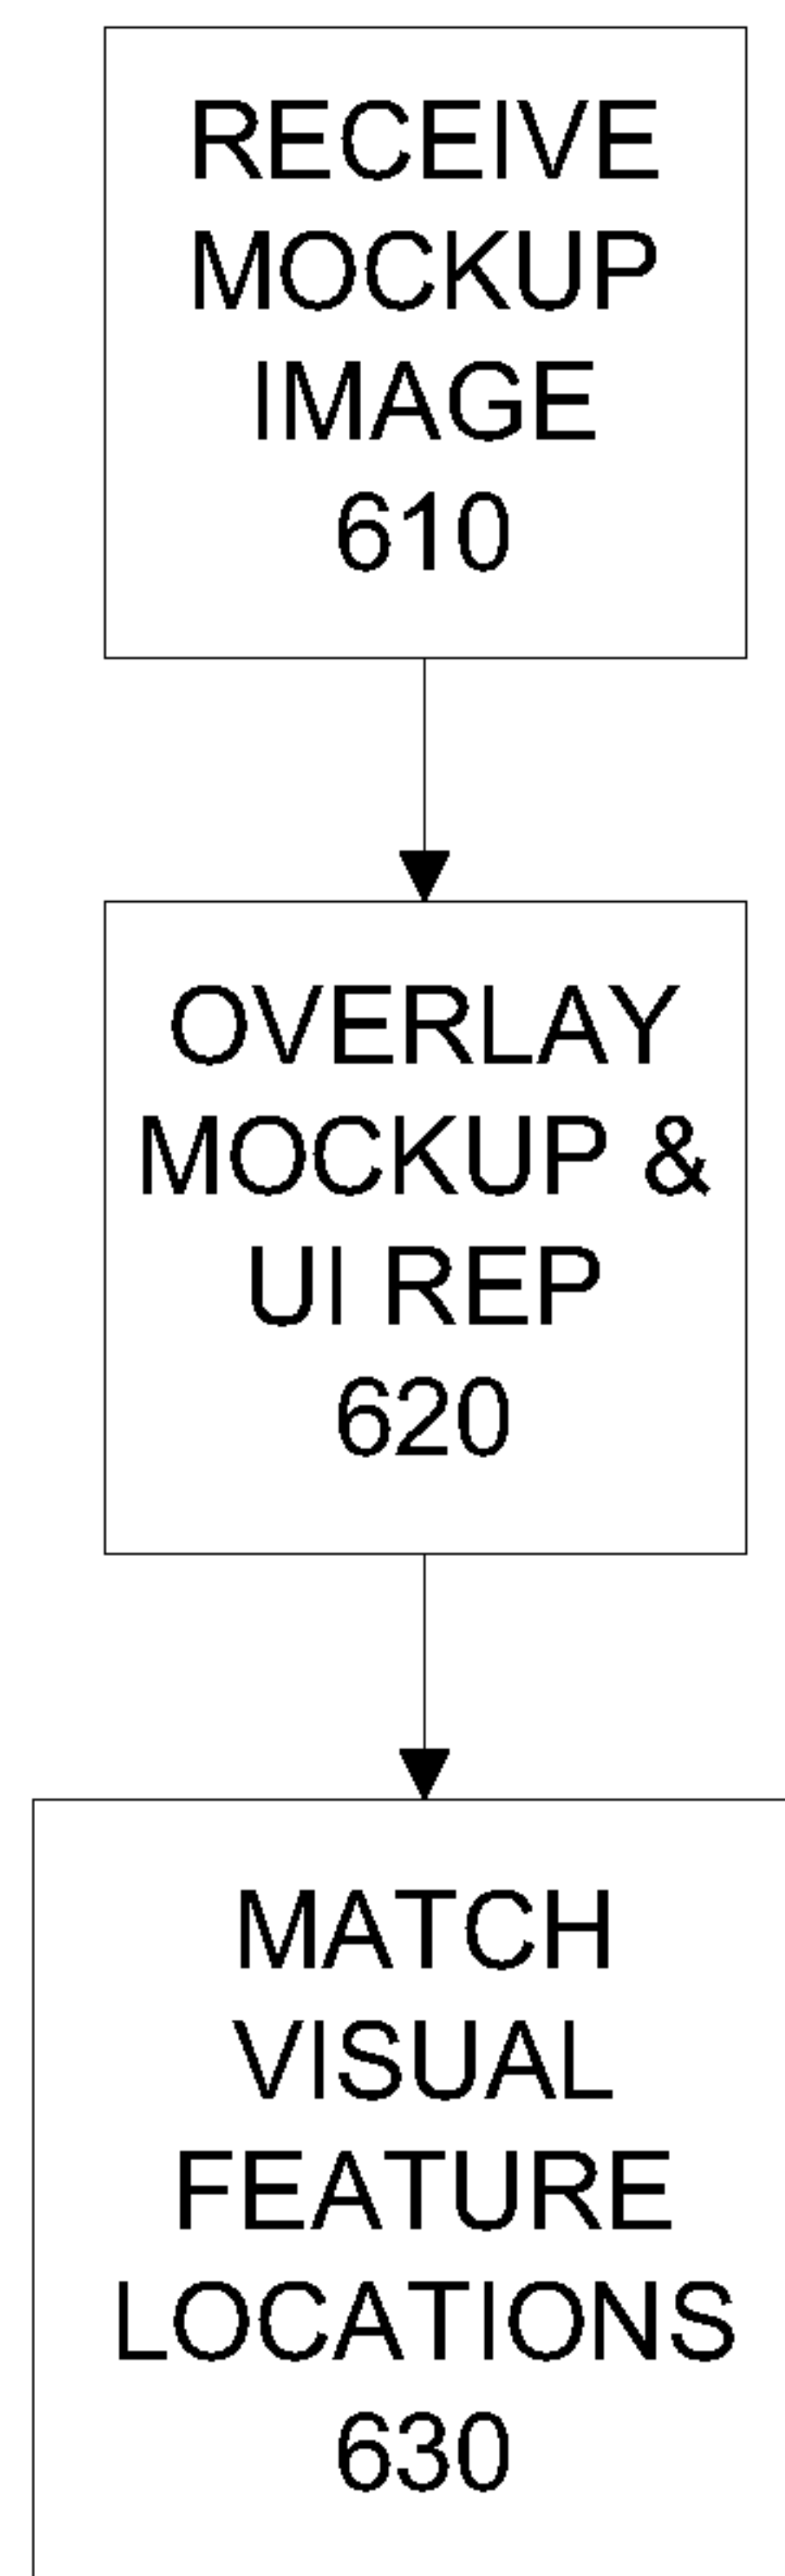 RECEIVE
MOCKUP
IMAGE
610
OVERLAY
MOCKUP &
UI REP
620
MATCH
VISUAL
FEATURE
LOCATIONS
630